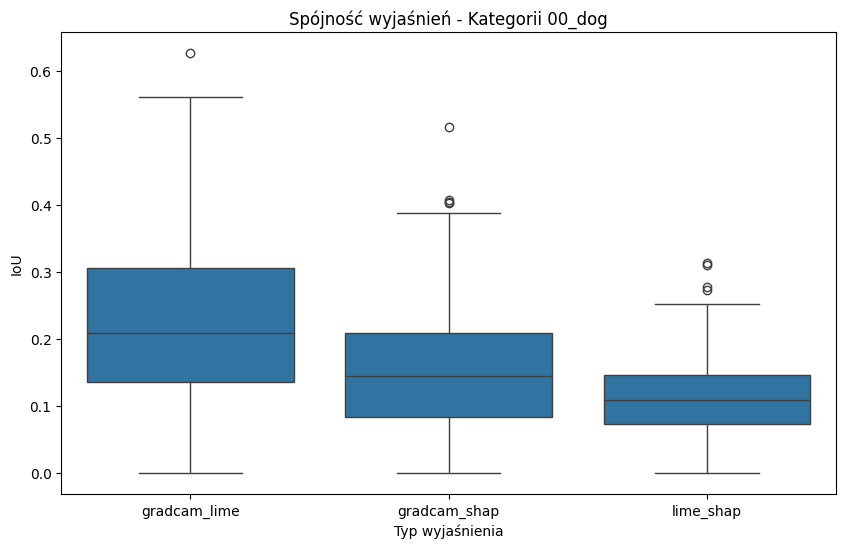 Spójność wyjaśnień - Kategorii 00_dog
IoU
0.6
0.5
0.4
0.3
0.2
0.1
0.0
gradcam_lime
gradcam_shap
lime_shap
Typ wyjaśnienia